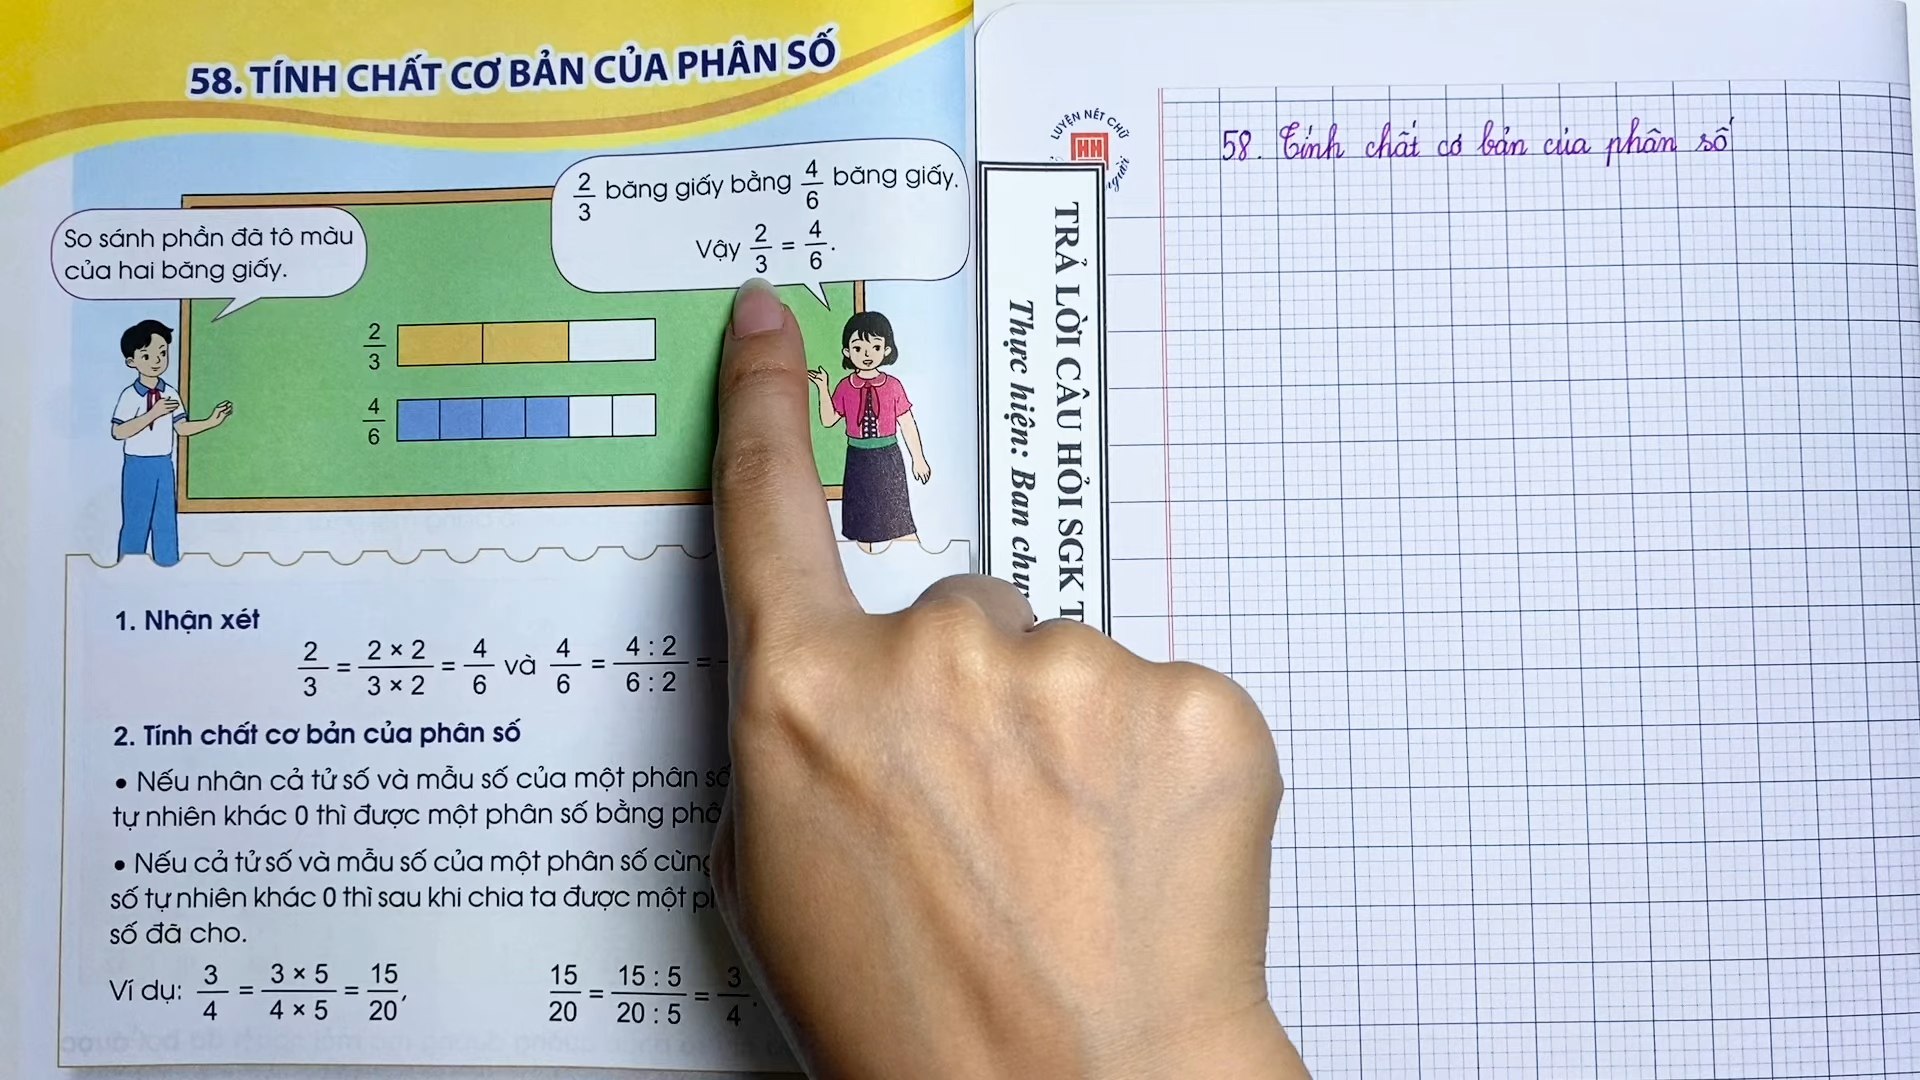 58. TÍNH CHẤT CƠ BẢN CỦA PHÂN SỐ
So sánh phần đã tô màu
của hai băng giấy.
2/3 băng giấy bằng 4/6 băng giấy.
Vậy 2/3 = 4/6.
2/3
4/6
1. Nhận xét
2/3 = 2 × 2/3 × 2 = 4/6 và 4/6 = 4 : 2/6 : 2 =
2. Tính chất cơ bản của phân số
• Nếu nhân cả tử số và mẫu số của một phân số
tự nhiên khác 0 thì được một phân số bằng
• Nếu cả tử số và mẫu số của một phân số cùng
số tự nhiên khác 0 thì sau khi chia ta được một
số đã cho.
Ví dụ: 3/4 = 3 × 5/4 × 5 = 15/20,
15/20 = 15 : 5/20 : 5 = 3/4.
LUYỆN NÉT CHỮ
HH
người
TRẢ LỜI CÂU HỎI SGK
Thực hiện: Ban
58. Tính chất cơ bản của phân số